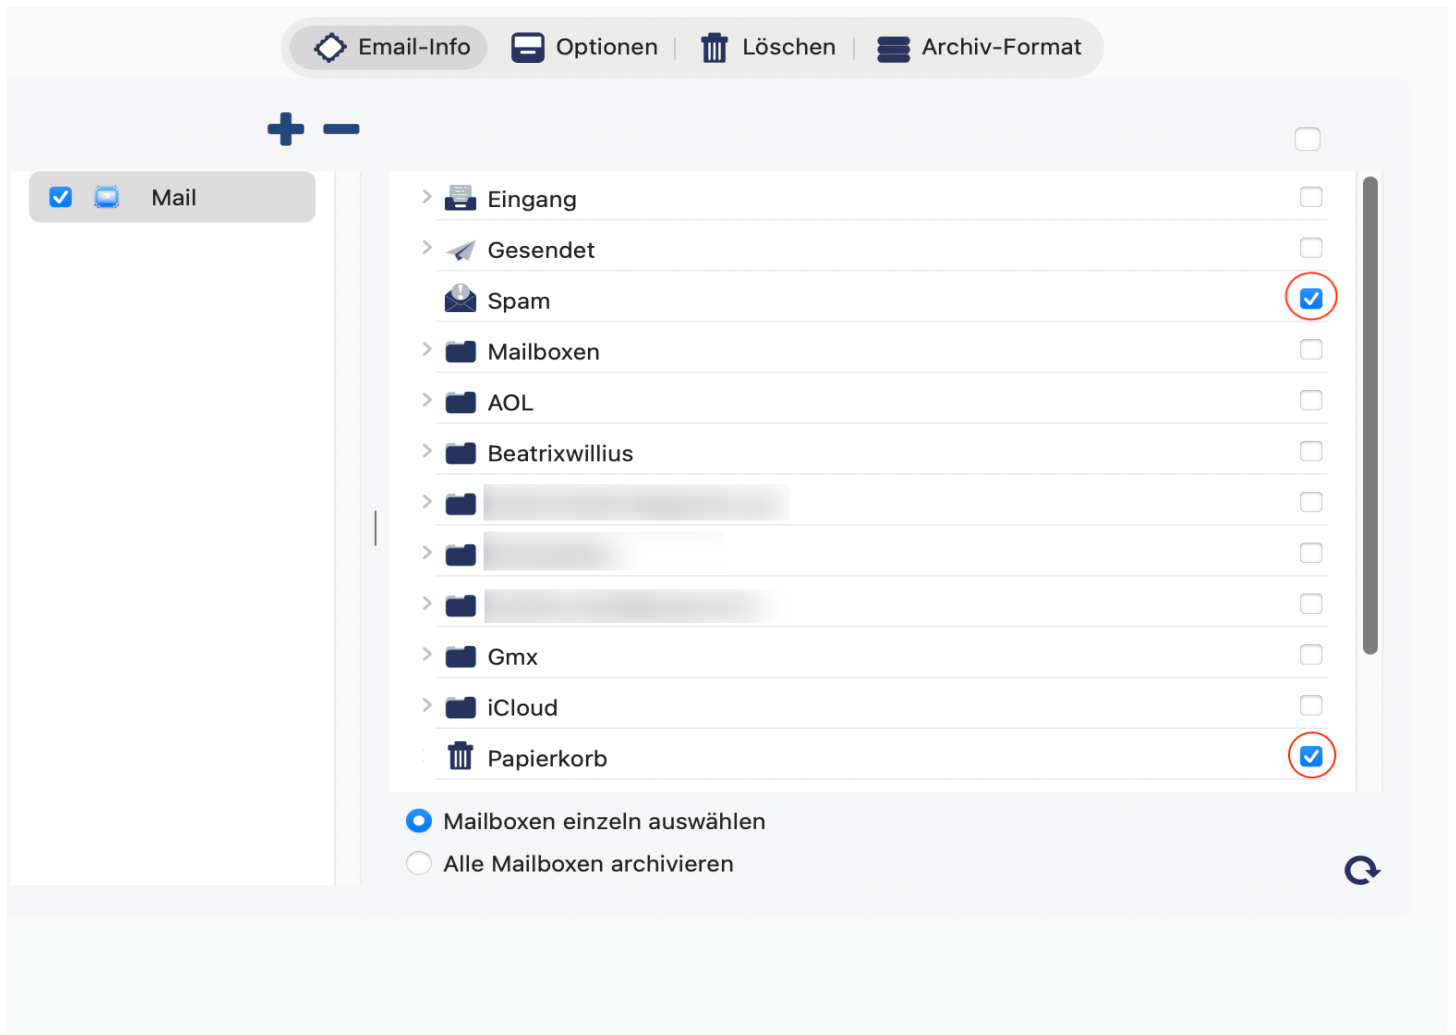 Email-Info Optionen Löschen Archiv-Format
Mail
Eingang
Gesendet
Spam
Mailboxen
AOL
Beatrixwillius
Gmx
iCloud
Papierkorb
Mailboxen einzeln auswählen
Alle Mailboxen archivieren